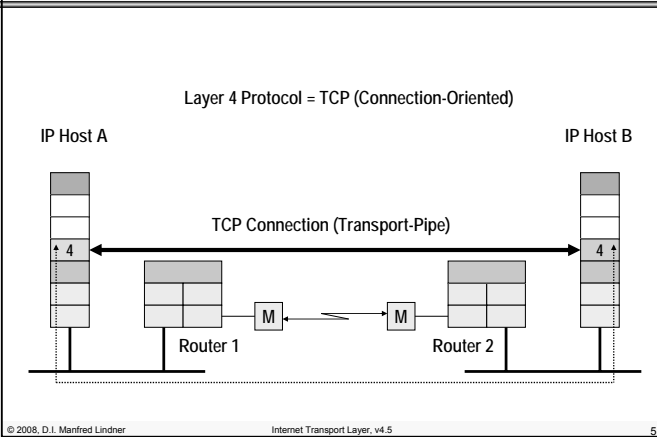 Layer 4 Protocol = TCP (Connection-Oriented)
IP Host A
IP Host B
TCP Connection (Transport-Pipe)
4
4
M
M
Router 1
Router 2
© 2008, D.I. Manfred Lindner
Internet Transport Layer, v4.5
5